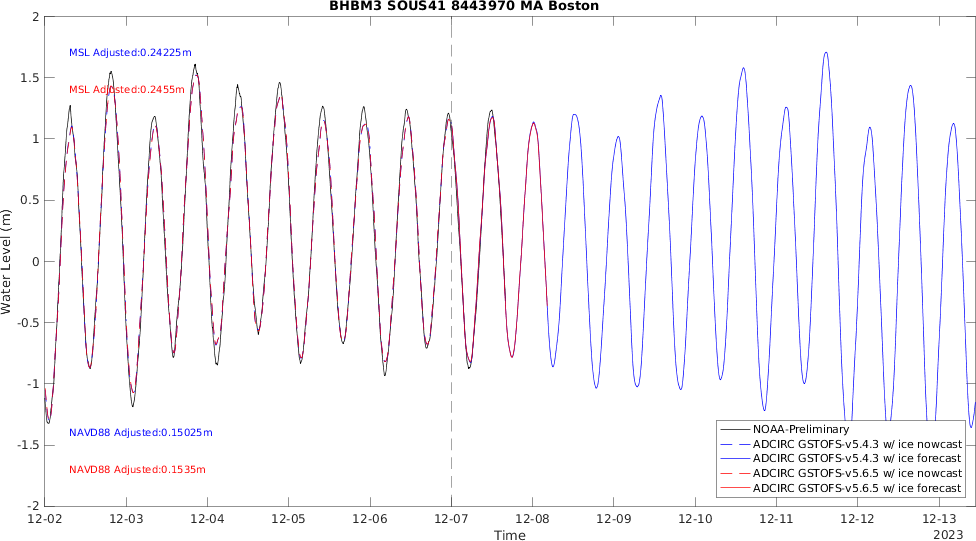 BHBM3 SOUS41 8443970 MA Boston
2
1.5
1
0.5
0
-0.5
-1
-1.5
-2
Water Level (m)
MSL Adjusted:0.24225m
MSL Adjusted:0.2455m
NAVD88 Adjusted:0.15025m
NAVD88 Adjusted:0.1535m
NOAA-Preliminary
ADCIRC GSTOFS-v5.4.3 w/ ice nowcast
ADCIRC GSTOFS-v5.4.3 w/ ice forecast
ADCIRC GSTOFS-v5.6.5 w/ ice nowcast
ADCIRC GSTOFS-v5.6.5 w/ ice forecast
12-02 12-03 12-04 12-05 12-06 12-07 12-08 12-09 12-10 12-11 12-12 12-13
Time
2023